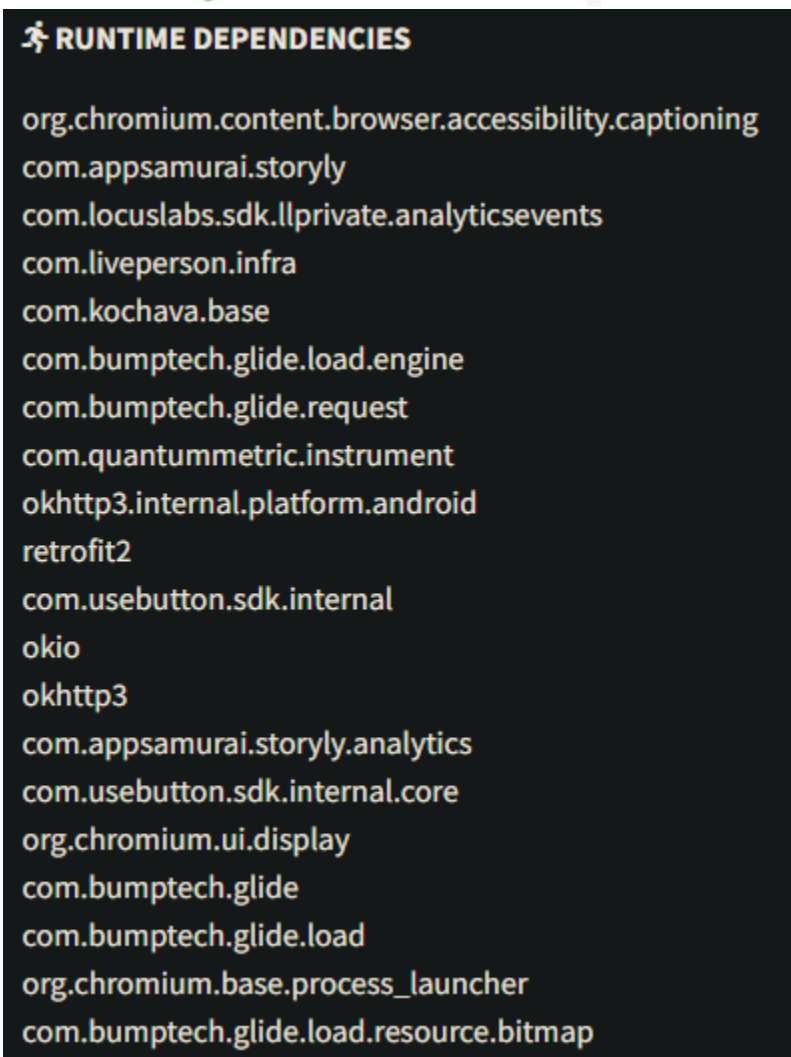 RUNTIME DEPENDENCIES
org.chromium.content.browser.accessibility.captioning
com.appsamurai.storyly
com.locuslabs.sdk.llprivate.analyticsevents
com.liveperson.infra
com.kochava.base
com.bumptech.glide.load.engine
com.bumptech.glide.request
com.quantummetric.instrument
okhttp3.internal.platform.android
retrofit2
com.usebutton.sdk.internal
okio
okhttp3
com.appsamurai.storyly.analytics
com.usebutton.sdk.internal.core
org.chromium.ui.display
com.bumptech.glide
com.bumptech.glide.load
org.chromium.base.process_launcher
com.bumptech.glide.load.resource.bitmap